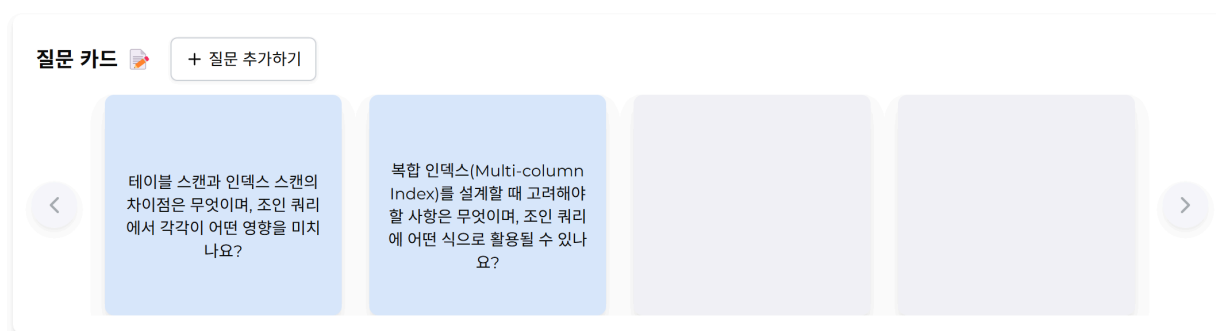 질문 카드 📝
+ 질문 추가하기
테이블 스캔과 인덱스 스캔의
차이점은 무엇이며, 조인 쿼리
에서 각각이 어떤 영향을 미치
나요?
복합 인덱스(Multi-column
Index)를 설계할 때 고려해야
할 사항은 무엇이며, 조인 쿼리
에 어떤 식으로 활용될 수 있나
요?